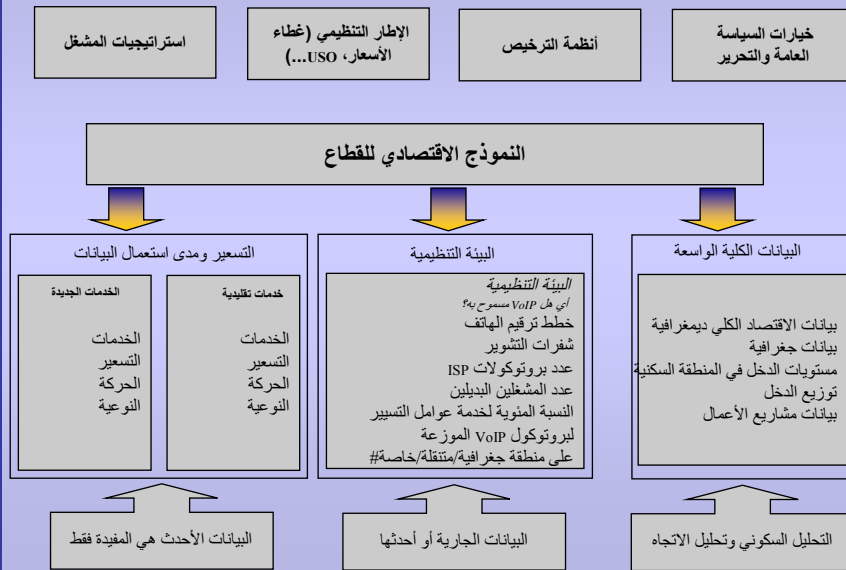 خيارات السياسة
العامة والتحرير
أنظمة الترخيص
الإطار التنظيمي (غطاء
الأسعار، USO...)
استراتيجيات المشغل
النموذج الاقتصادي للقطاع
البيانات الكلية الواسعة
بيانات الاقتصاد الكلي ديمغرافية
بيانات جغرافية
مستويات الدخل في المنطقة السكنية
توزيع الدخل
بيانات مشاريع الأعمال
البيئة التنظيمية
البيئة التنظيمية
أي هل VoIP مسموح به؟
خطط ترقيم الهاتف
شفرات التشوير
عدد بروتوكولات ISP
عدد المشغلين البديلين
النسبة المئوية لخدمة عوامل التسيير
لبروتوكول VoIP الموزعة
على منطقة جغرافية/متنقلة/خاصة#
التسعير ومدى استعمال البيانات
خدمات تقليدية
الخدمات
التسعير
الحركة
النوعية
الخدمات الجديدة
الخدمات
التسعير
الحركة
النوعية
التحليل السكوني وتحليل الاتجاه
البيانات الجارية أو أحدثها
البيانات الأحدث هي المفيدة فقط